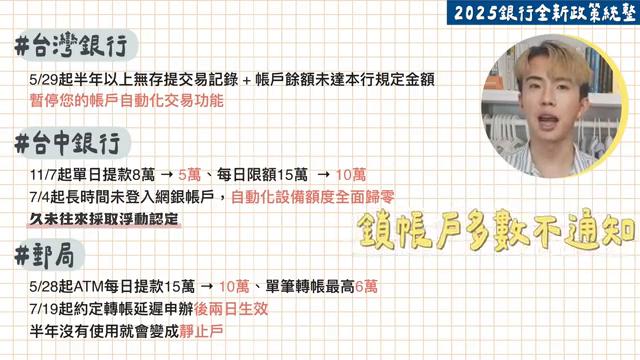 2025銀行全新政策統整
#台灣銀行
5/29起半年以上無存提交易記錄 + 帳戶餘額未達本行規定金額
暫停您的帳戶自動化交易功能
#台中銀行
11/7起單日提款8萬 → 5萬、每日限額15萬 → 10萬
7/4起長時間未登入網銀帳戶，自動化設備額度全面歸零
久未往來採取浮動認定
鎖帳戶多數不通知
#郵局
5/28起ATM每日提款15萬 → 10萬、單筆轉帳最高6萬
7/19起約定轉帳延遲申辦後兩日生效
半年沒有使用就會變成靜止戶